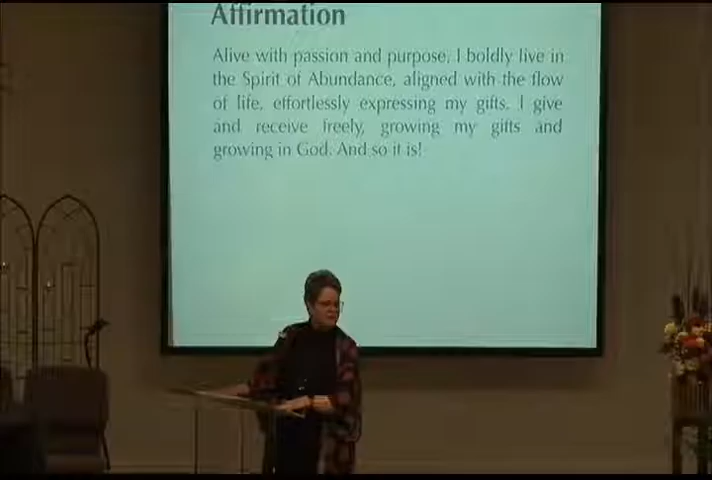 Affirmation
Alive with passion and purpose, I boldly live in
the Spirit of Abundance, aligned with the flow
of life, effortlessly expressing my gifts. I give
and receive freely, growing my gifts and
growing in God. And so it is!